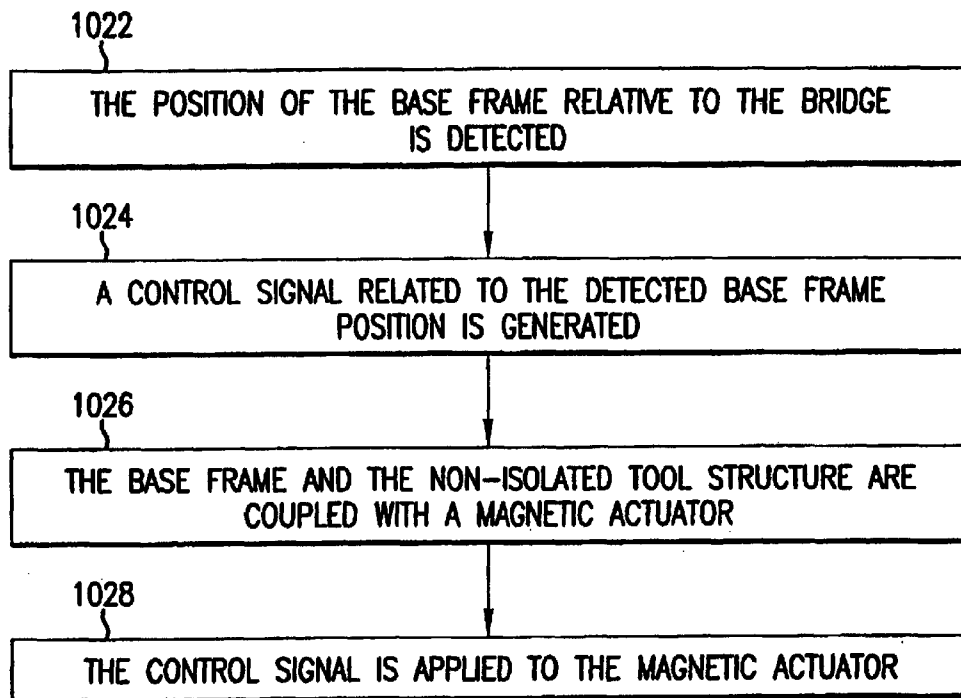 1022
THE POSITION OF THE BASE FRAME RELATIVE TO THE BRIDGE
IS DETECTED
1024
A CONTROL SIGNAL RELATED TO THE DETECTED BASE FRAME
POSITION IS GENERATED
1026
THE BASE FRAME AND THE NON-ISOLATED TOOL STRUCTURE ARE
COUPLED WITH A MAGNETIC ACTUATOR
1028
THE CONTROL SIGNAL IS APPLIED TO THE MAGNETIC ACTUATOR